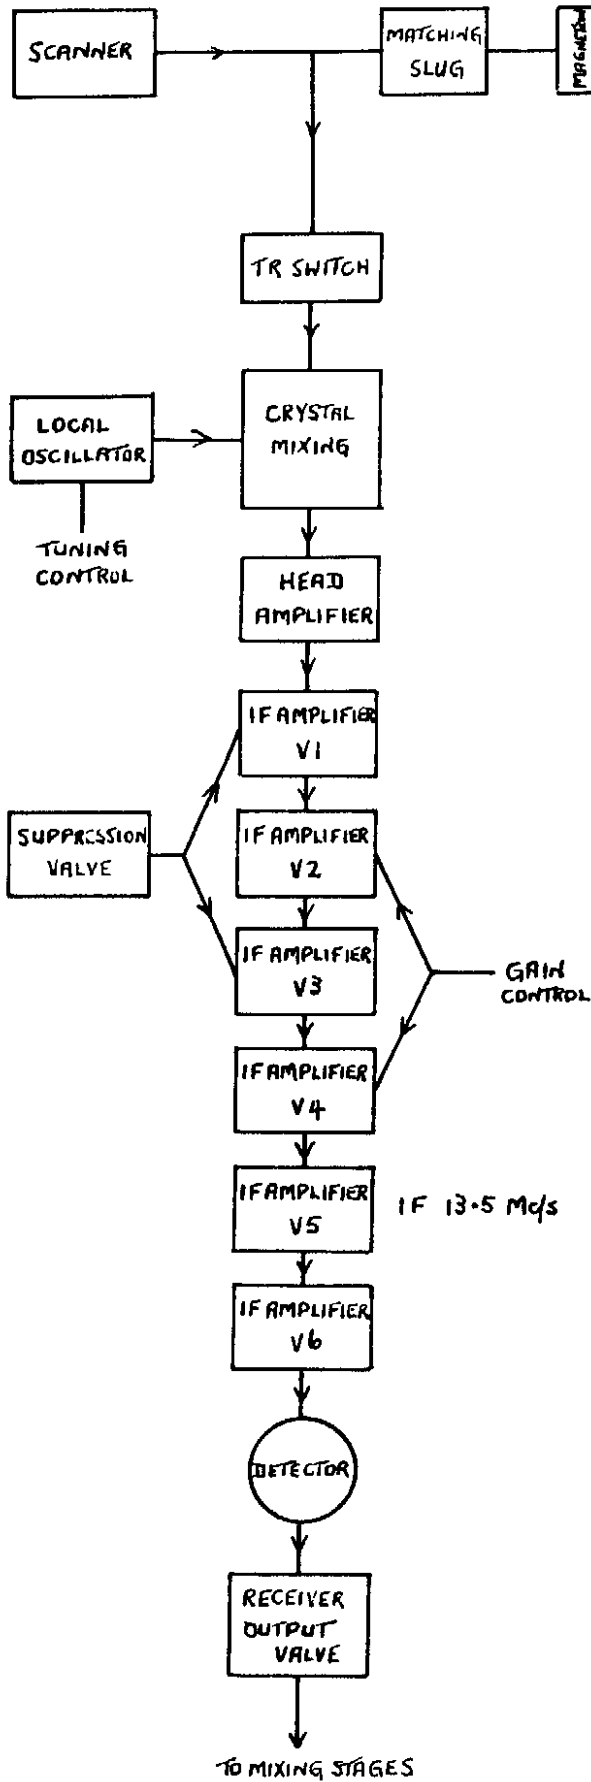 SCANNER
MATCHING
SLUG
MAGNETRON
TR SWITCH
LOCAL
OSCILLATOR
CRYSTAL
MIXING
TUNING
CONTROL
HEAD
AMPLIFIER
IF AMPLIFIER
V1
SUPPRESSION
VALVE
IF AMPLIFIER
V2
IF AMPLIFIER
V3
GAIN
CONTROL
IF AMPLIFIER
V4
IF AMPLIFIER
V5
IF 13.5 Mc/s
IF AMPLIFIER
V6
DETECTOR
RECEIVER
OUTPUT
VALVE
TO MIXING STAGES